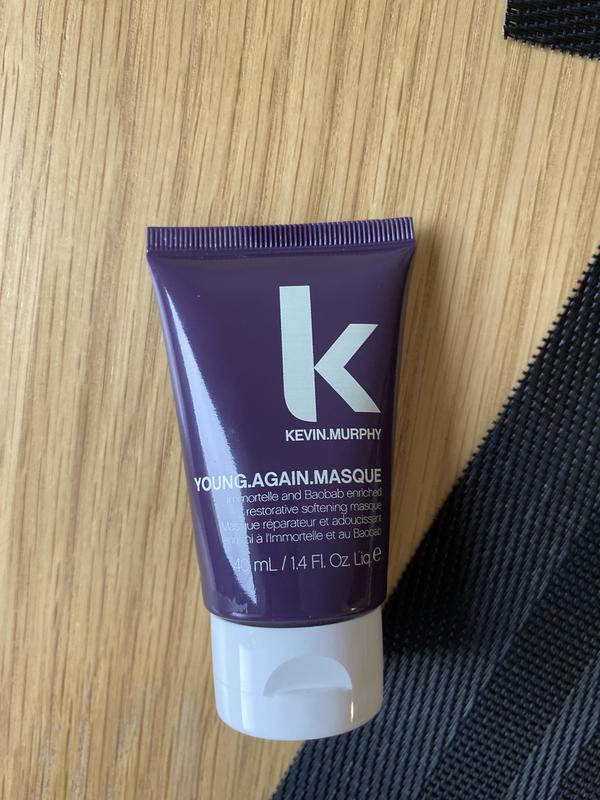 k
KEVIN.MURPHY
YOUNG.AGAIN.MASQUE
Immortelle and Baobab enriched
restorative softening masque
Masque réparateur et adoucissant
enrichi à l'Immortelle et au Baobab
40 mL / 1.4 Fl. Oz. Liq. e